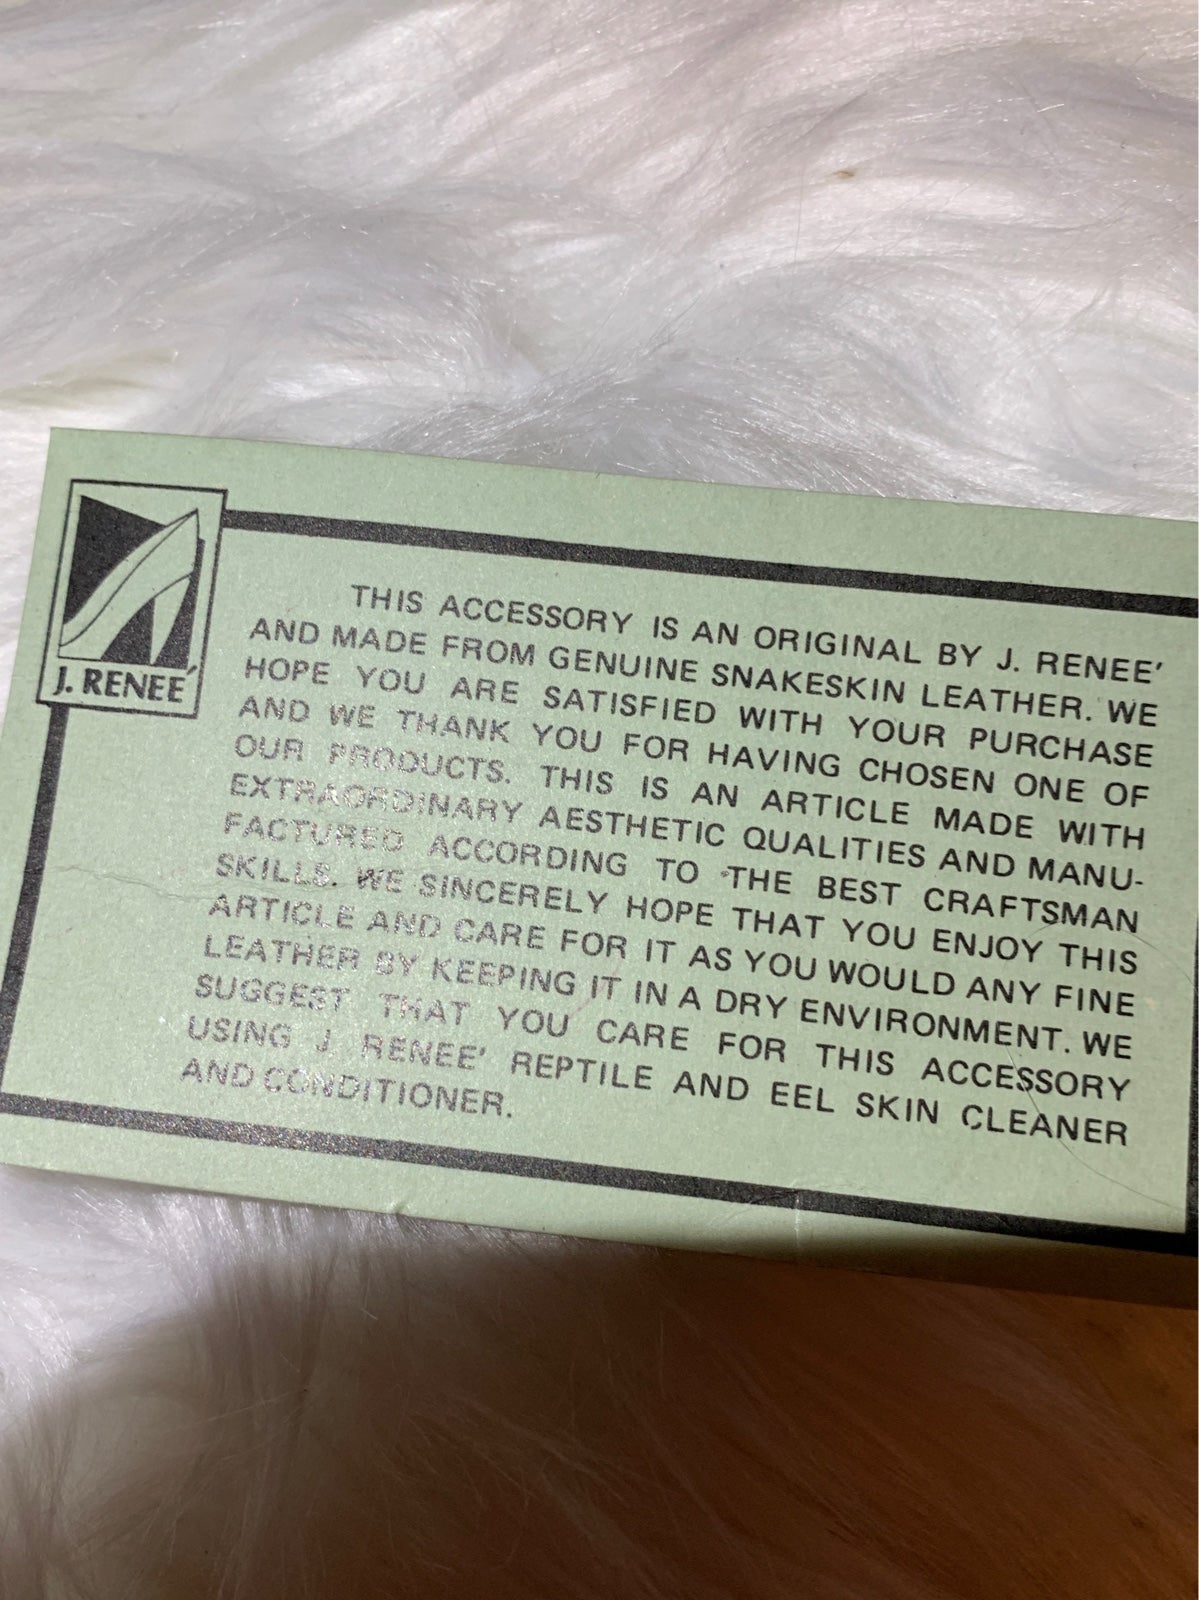 J. RENEÉ
THIS ACCESSORY IS AN ORIGINAL BY J. RENEE'
AND MADE FROM GENUINE SNAKESKIN LEATHER. WE
HOPE YOU ARE SATISFIED WITH YOUR PURCHASE
AND WE THANK YOU FOR HAVING CHOSEN ONE OF
OUR PRODUCTS. THIS IS AN ARTICLE MADE WITH
EXTRAORDINARY AESTHETIC QUALITIES AND MANU-
FACTURED ACCORDING TO THE BEST CRAFTSMAN
SKILLS. WE SINCERELY HOPE THAT YOU ENJOY THIS
ARTICLE AND CARE FOR IT AS YOU WOULD ANY FINE
LEATHER BY KEEPING IT IN A DRY ENVIRONMENT. WE
SUGGEST THAT YOU CARE FOR THIS ACCESSORY
USING J. RENEE' REPTILE AND EEL SKIN CLEANER
AND CONDITIONER.